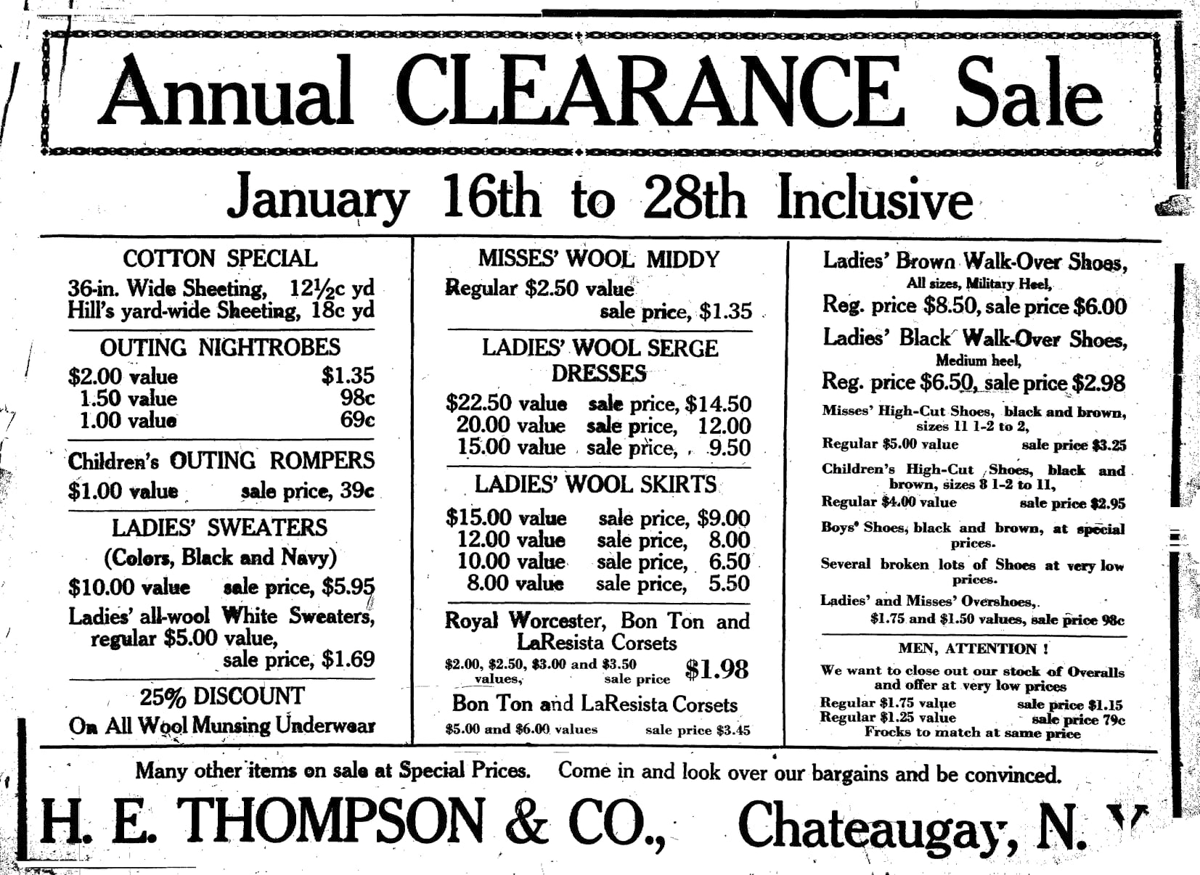 Annual CLEARANCE Sale
January 16th to 28th Inclusive
COTTON SPECIAL
36-in. Wide Sheeting, 12½c yd
Hill's yard-wide Sheeting, 18c yd
OUTING NIGHTROBES
$2.00 value $1.35
1.50 value 98c
1.00 value 69c
Children's OUTING ROMPERS
$1.00 value sale price, 39c
LADIES' SWEATERS
(Colors, Black and Navy)
$10.00 value sale price, $5.95
Ladies' all-wool White Sweaters,
regular $5.00 value,
sale price, $1.69
25% DISCOUNT
On All Wool Munsing Underwear
MISSES' WOOL MIDDY
Regular $2.50 value
sale price, $1.35
LADIES' WOOL SERGE
DRESSES
$22.50 value sale price, $14.50
20.00 value sale price, 12.00
15.00 value sale price, 9.50
LADIES' WOOL SKIRTS
$15.00 value sale price, $9.00
12.00 value sale price, 8.00
10.00 value sale price, 6.50
8.00 value sale price, 5.50
Royal Worcester, Bon Ton and
LaResista Corsets
$2.00, $2.50, $3.00 and $3.50
values, sale price $1.98
Bon Ton and LaResista Corsets
$5.00 and $6.00 values sale price $3.45
Ladies' Brown Walk-Over Shoes,
All sizes, Military Heel,
Reg. price $8.50, sale price $6.00
Ladies' Black Walk-Over Shoes,
Medium heel,
Reg. price $6.50, sale price $2.98
Misses' High-Cut Shoes, black and brown,
sizes 11 1-2 to 2,
Regular $5.00 value sale price $3.25
Children's High-Cut Shoes, black and
brown, sizes 8 1-2 to 11,
Regular $4.00 value sale price $2.95
Boys' Shoes, black and brown, at special
prices.
Several broken lots of Shoes at very low
prices.
Ladies' and Misses' Overshoes,
$1.75 and $1.50 values, sale price 98c
MEN, ATTENTION !
We want to close out our stock of Overalls
and offer at very low prices
Regular $1.75 value sale price $1.15
Regular $1.25 value sale price 79c
Frocks to match at same price
Many other items on sale at Special Prices. Come in and look over our bargains and be convinced.
H. E. THOMPSON & CO., Chateaugay, N. Y.